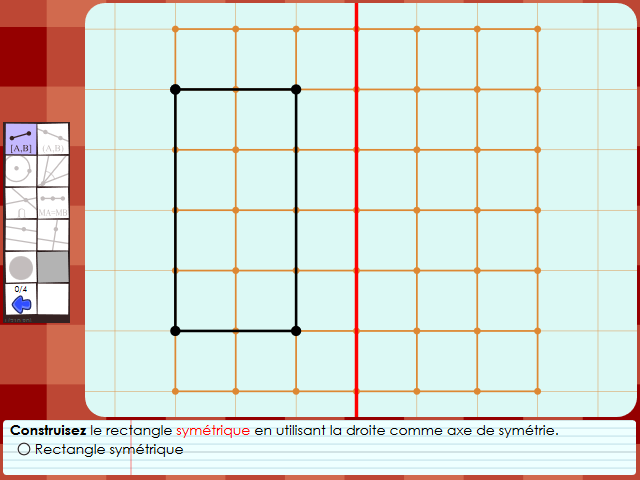 [A,B]
(A,B)
MA=MB
0/4
Construisez le rectangle symétrique en utilisant la droite comme axe de symétrie.
Rectangle symétrique